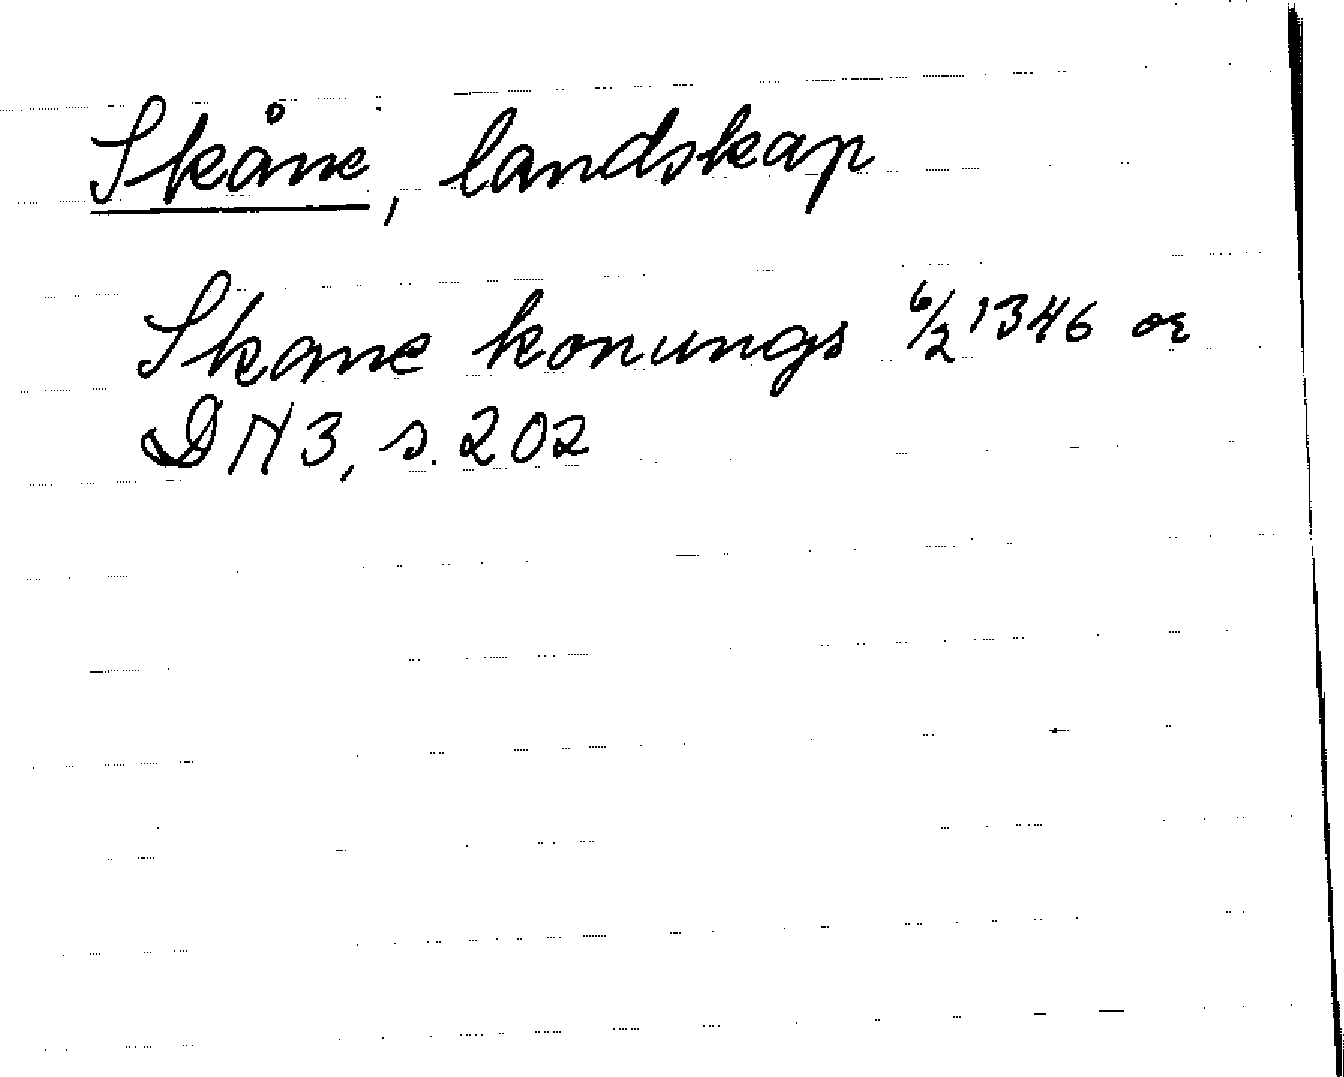 Skåne, landskap
Skane konungs 6/2 1346 or
DN 3, s. 202